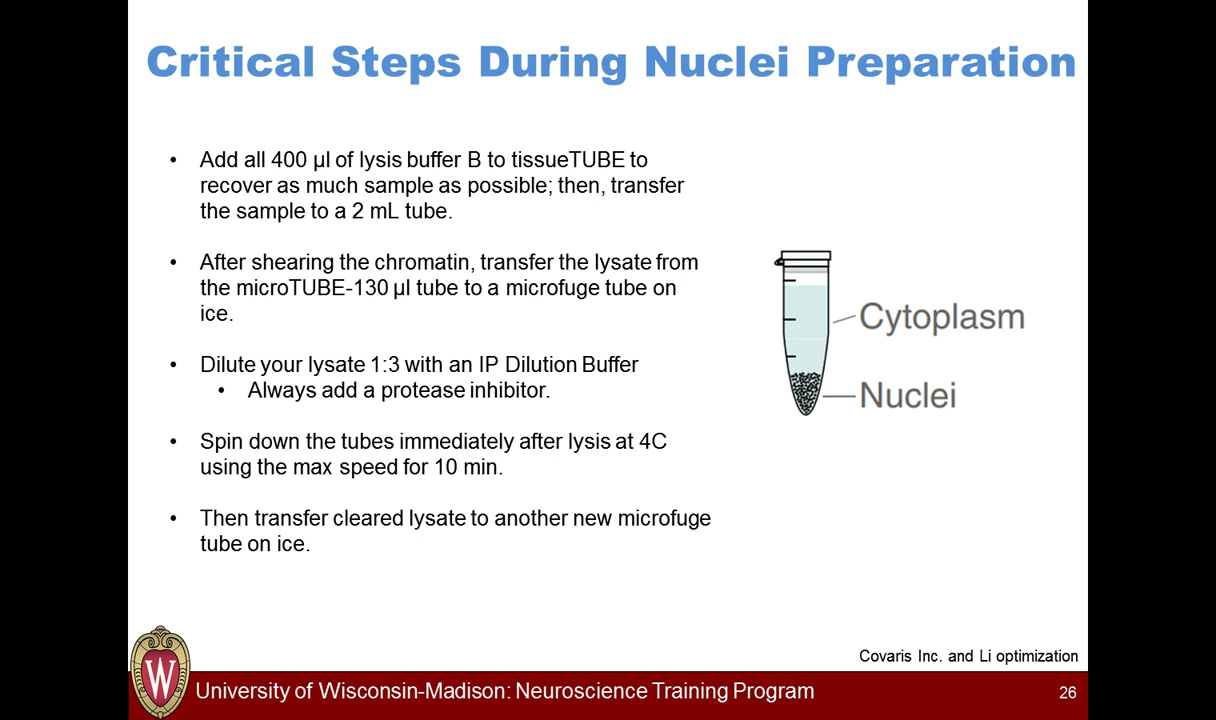 Critical Steps During Nuclei Preparation
• Add all 400 µl of lysis buffer B to tissueTUBE to
recover as much sample as possible; then, transfer
the sample to a 2 mL tube.
• After shearing the chromatin, transfer the lysate from
the microTUBE-130 µl tube to a microfuge tube on
ice.
• Dilute your lysate 1:3 with an IP Dilution Buffer
• Always add a protease inhibitor.
• Spin down the tubes immediately after lysis at 4C
using the max speed for 10 min.
• Then transfer cleared lysate to another new microfuge
tube on ice.
Cytoplasm
Nuclei
Covaris Inc. and Li optimization
W
University of Wisconsin-Madison: Neuroscience Training Program
26